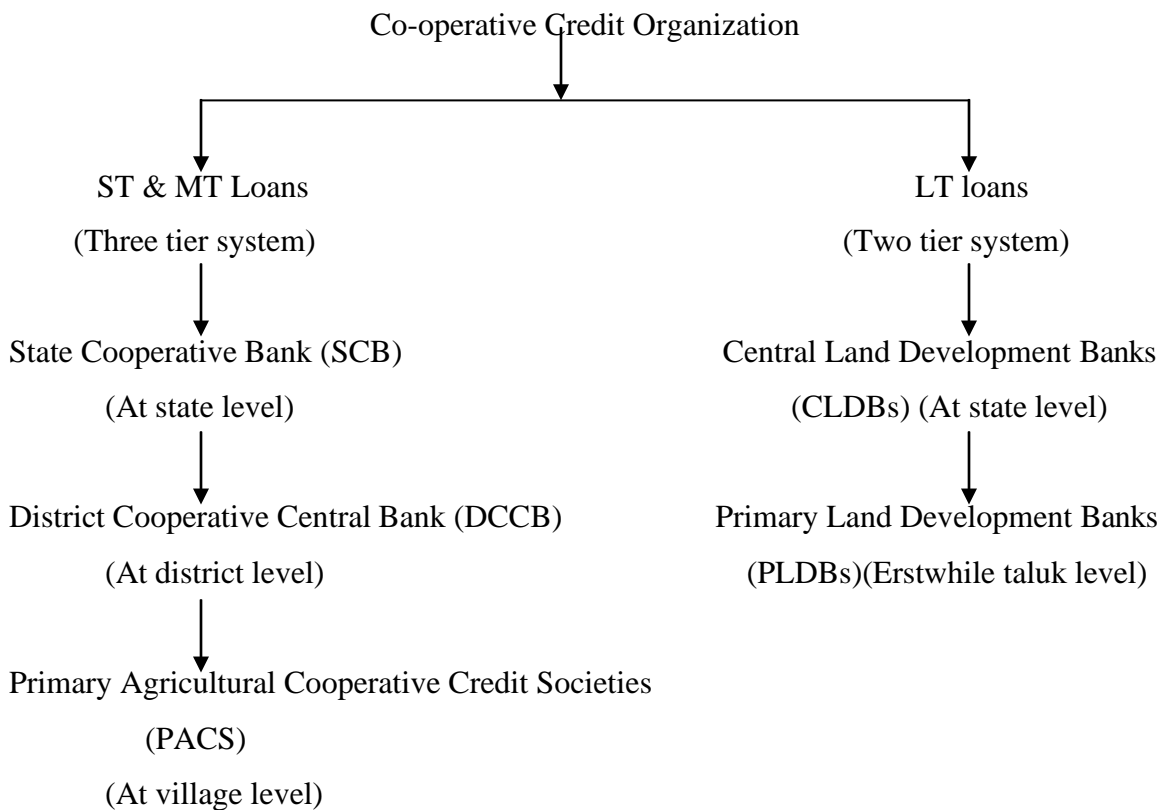 Co-operative Credit Organization
ST & MT Loans
(Three tier system)
State Cooperative Bank (SCB)
(At state level)
District Cooperative Central Bank (DCCB)
(At district level)
Primary Agricultural Cooperative Credit Societies
(PACS)
(At village level)
LT loans
(Two tier system)
Central Land Development Banks
(CLDBs) (At state level)
Primary Land Development Banks
(PLDBs)(Erstwhile taluk level)